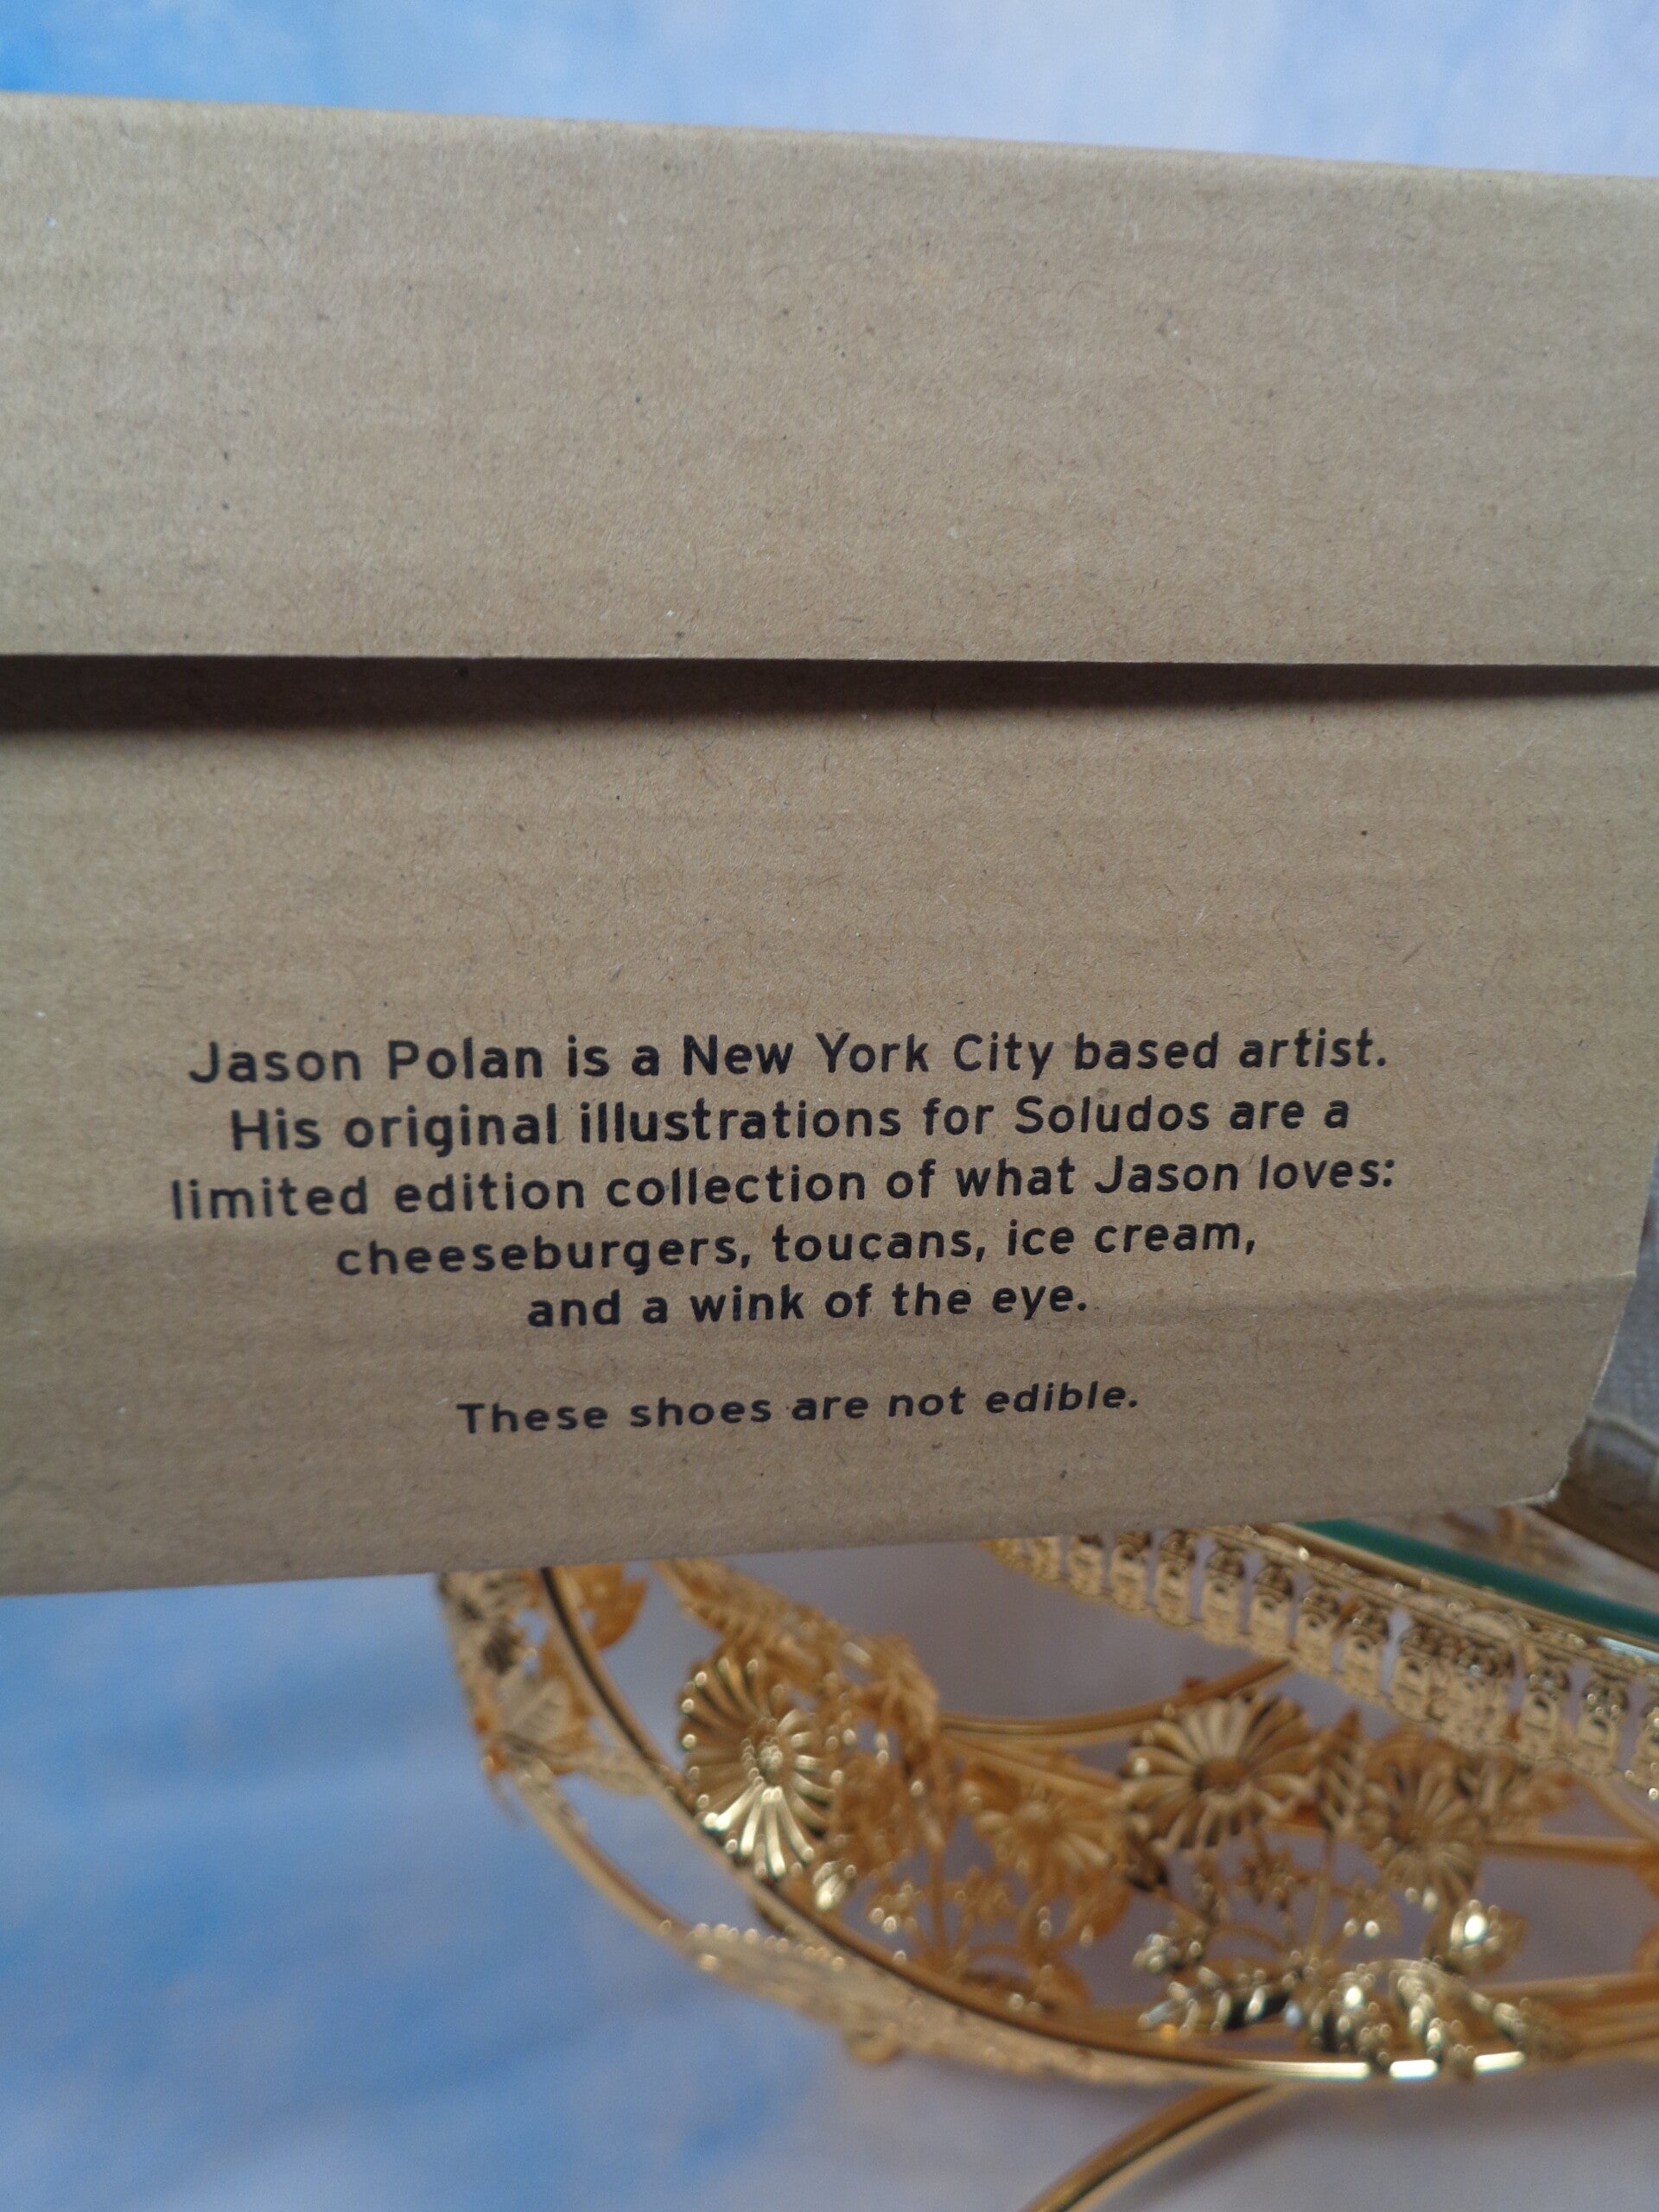 Jason Polan is a New York City based artist.
His original illustrations for Soludos are a
limited edition collection of what Jason loves:
cheeseburgers, toucans, ice cream,
and a wink of the eye.
These shoes are not edible.